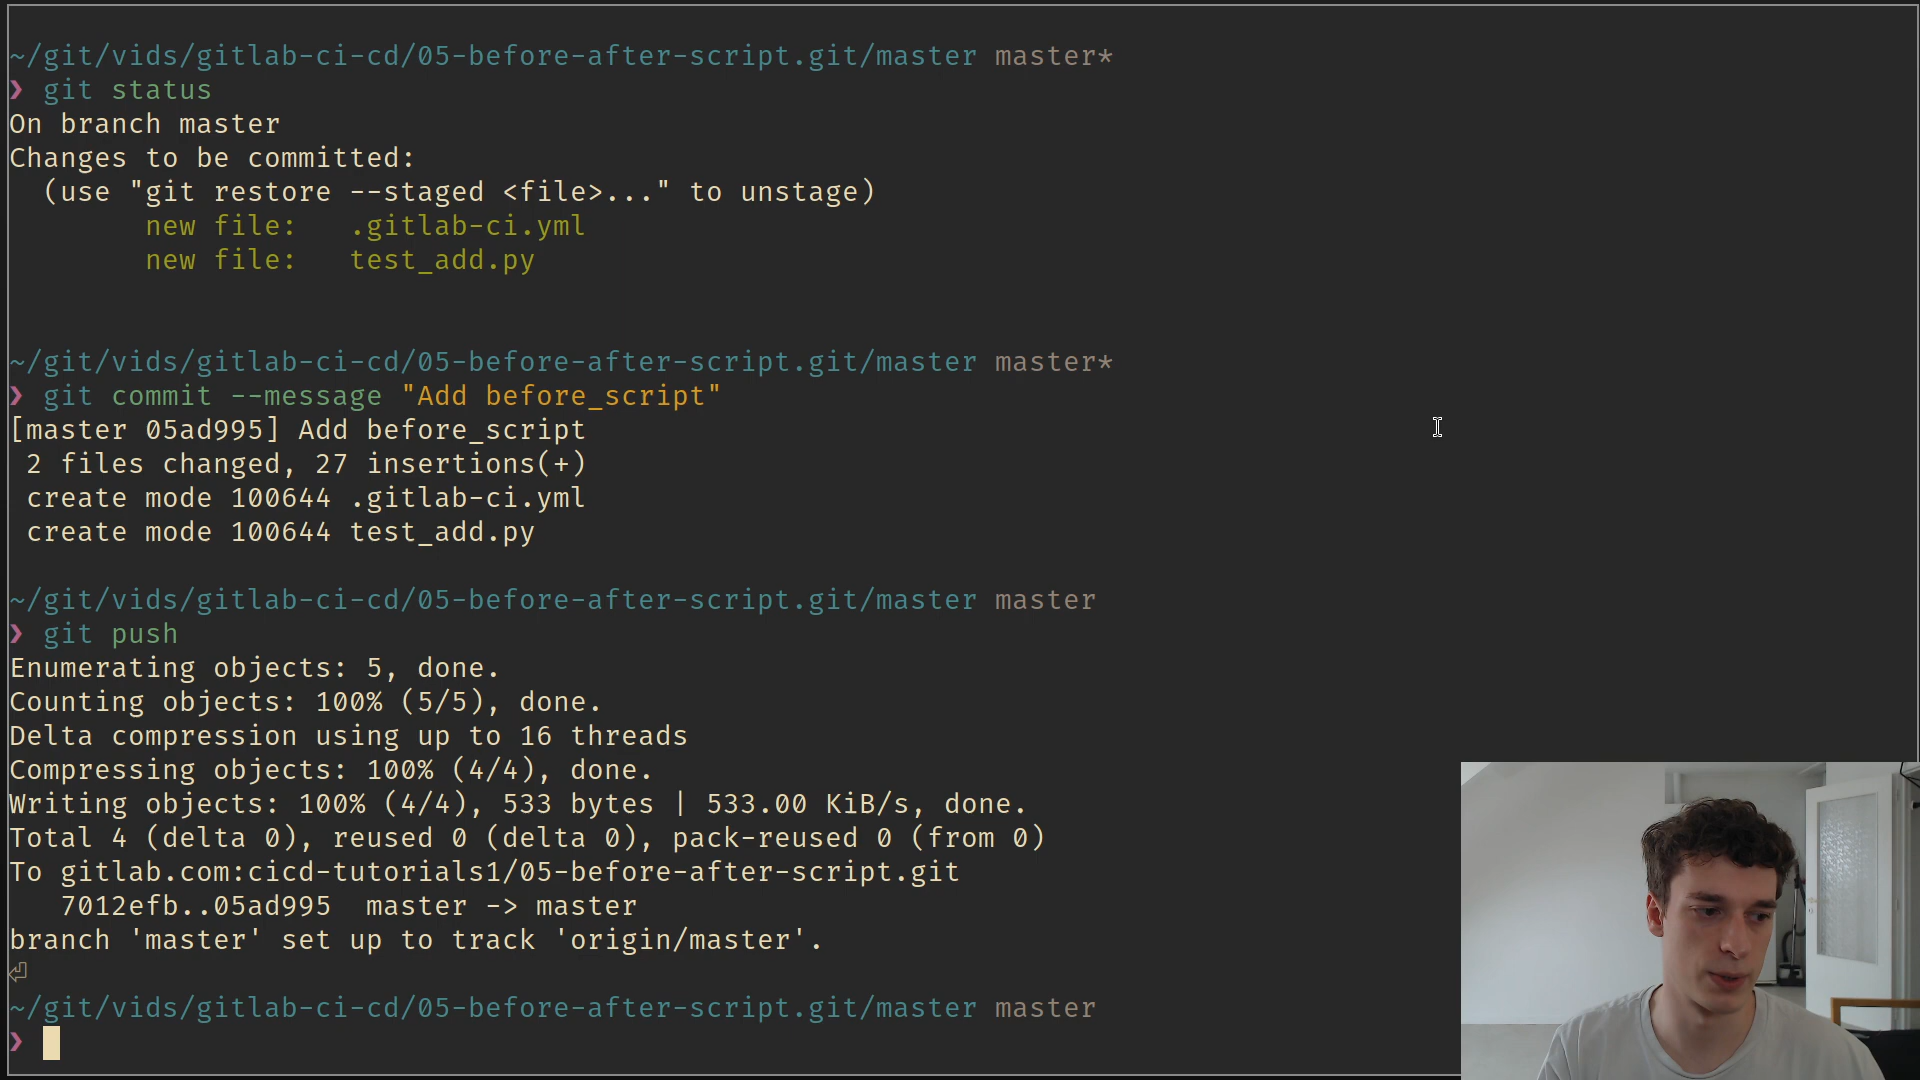 ~/git/vids/gitlab-ci-cd/05-before-after-script.git/master master*
❯ git status
On branch master
Changes to be committed:
  (use "git restore --staged <file>..." to unstage)
        new file:   .gitlab-ci.yml
        new file:   test_add.py
~/git/vids/gitlab-ci-cd/05-before-after-script.git/master master*
❯ git commit --message "Add before_script"
[master 05ad995] Add before_script
 2 files changed, 27 insertions(+)
 create mode 100644 .gitlab-ci.yml
 create mode 100644 test_add.py
~/git/vids/gitlab-ci-cd/05-before-after-script.git/master master
❯ git push
Enumerating objects: 5, done.
Counting objects: 100% (5/5), done.
Delta compression using up to 16 threads
Compressing objects: 100% (4/4), done.
Writing objects: 100% (4/4), 533 bytes | 533.00 KiB/s, done.
Total 4 (delta 0), reused 0 (delta 0), pack-reused 0 (from 0)
To gitlab.com:cicd-tutorials1/05-before-after-script.git
   7012efb..05ad995  master -> master
branch 'master' set up to track 'origin/master'.
⏎
~/git/vids/gitlab-ci-cd/05-before-after-script.git/master master
❯